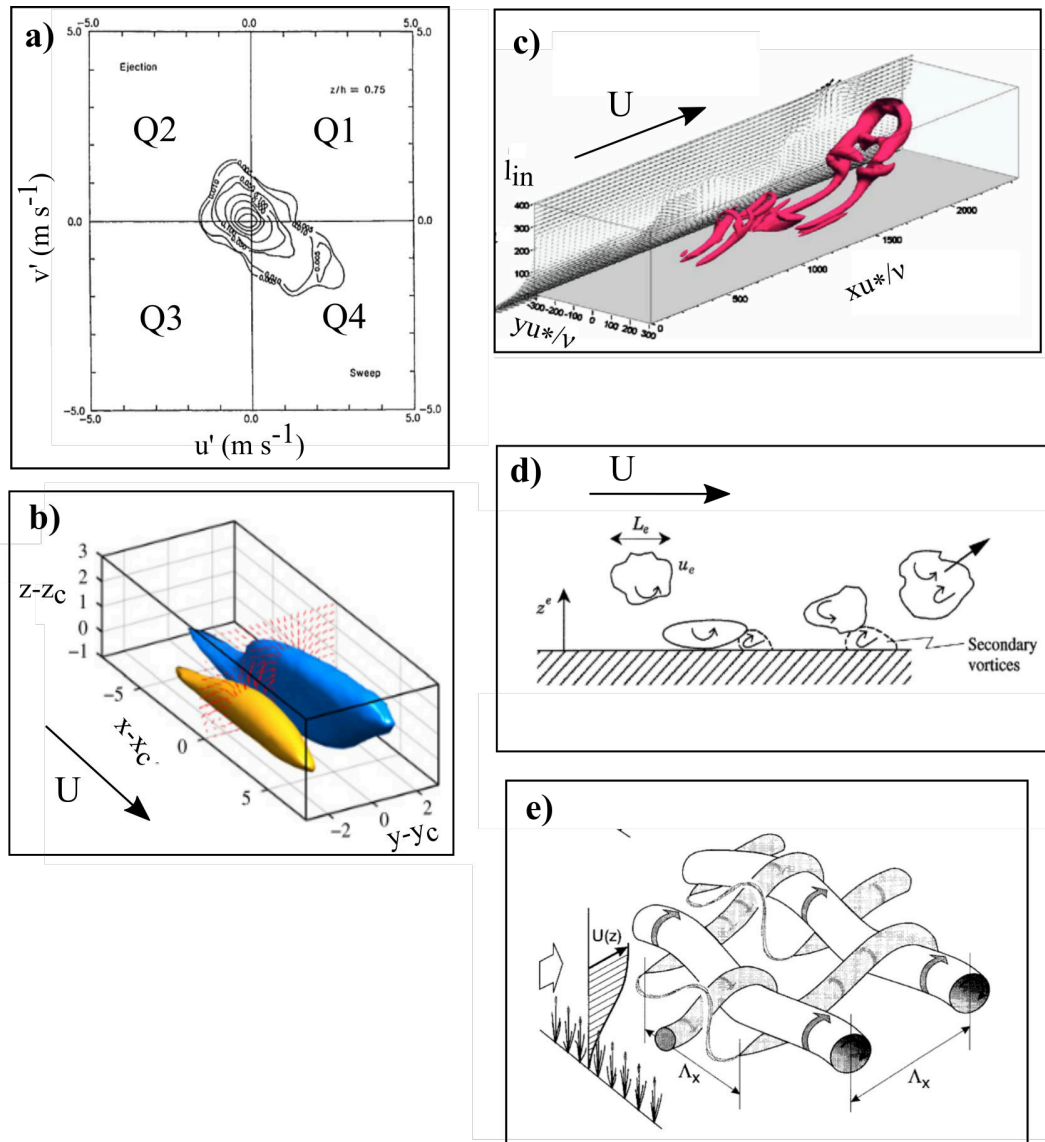 a)
-5.0
0.0
5.0
5.0
5.0
Ejection
z/h = 0.75
Q2
Q1
v' (m s⁻¹)
0.0
0.0
Q3
Q4
Sweep
-5.0
-5.0
-5.0
0.0
5.0
u' (m s⁻¹)
b)
3
2
z-zc
1
0
-1
-5
x-xc
0
U
5
-2
0
2
y-yc
c)
U
lin
400
300
200
100
-300
-200
-100
0
100
200
300
0
500
1000
1500
2000
yu*/ν
xu*/ν
d)
U
Le
ue
zᵉ
Secondary
vortices
e)
U(z)
Λx
Λx